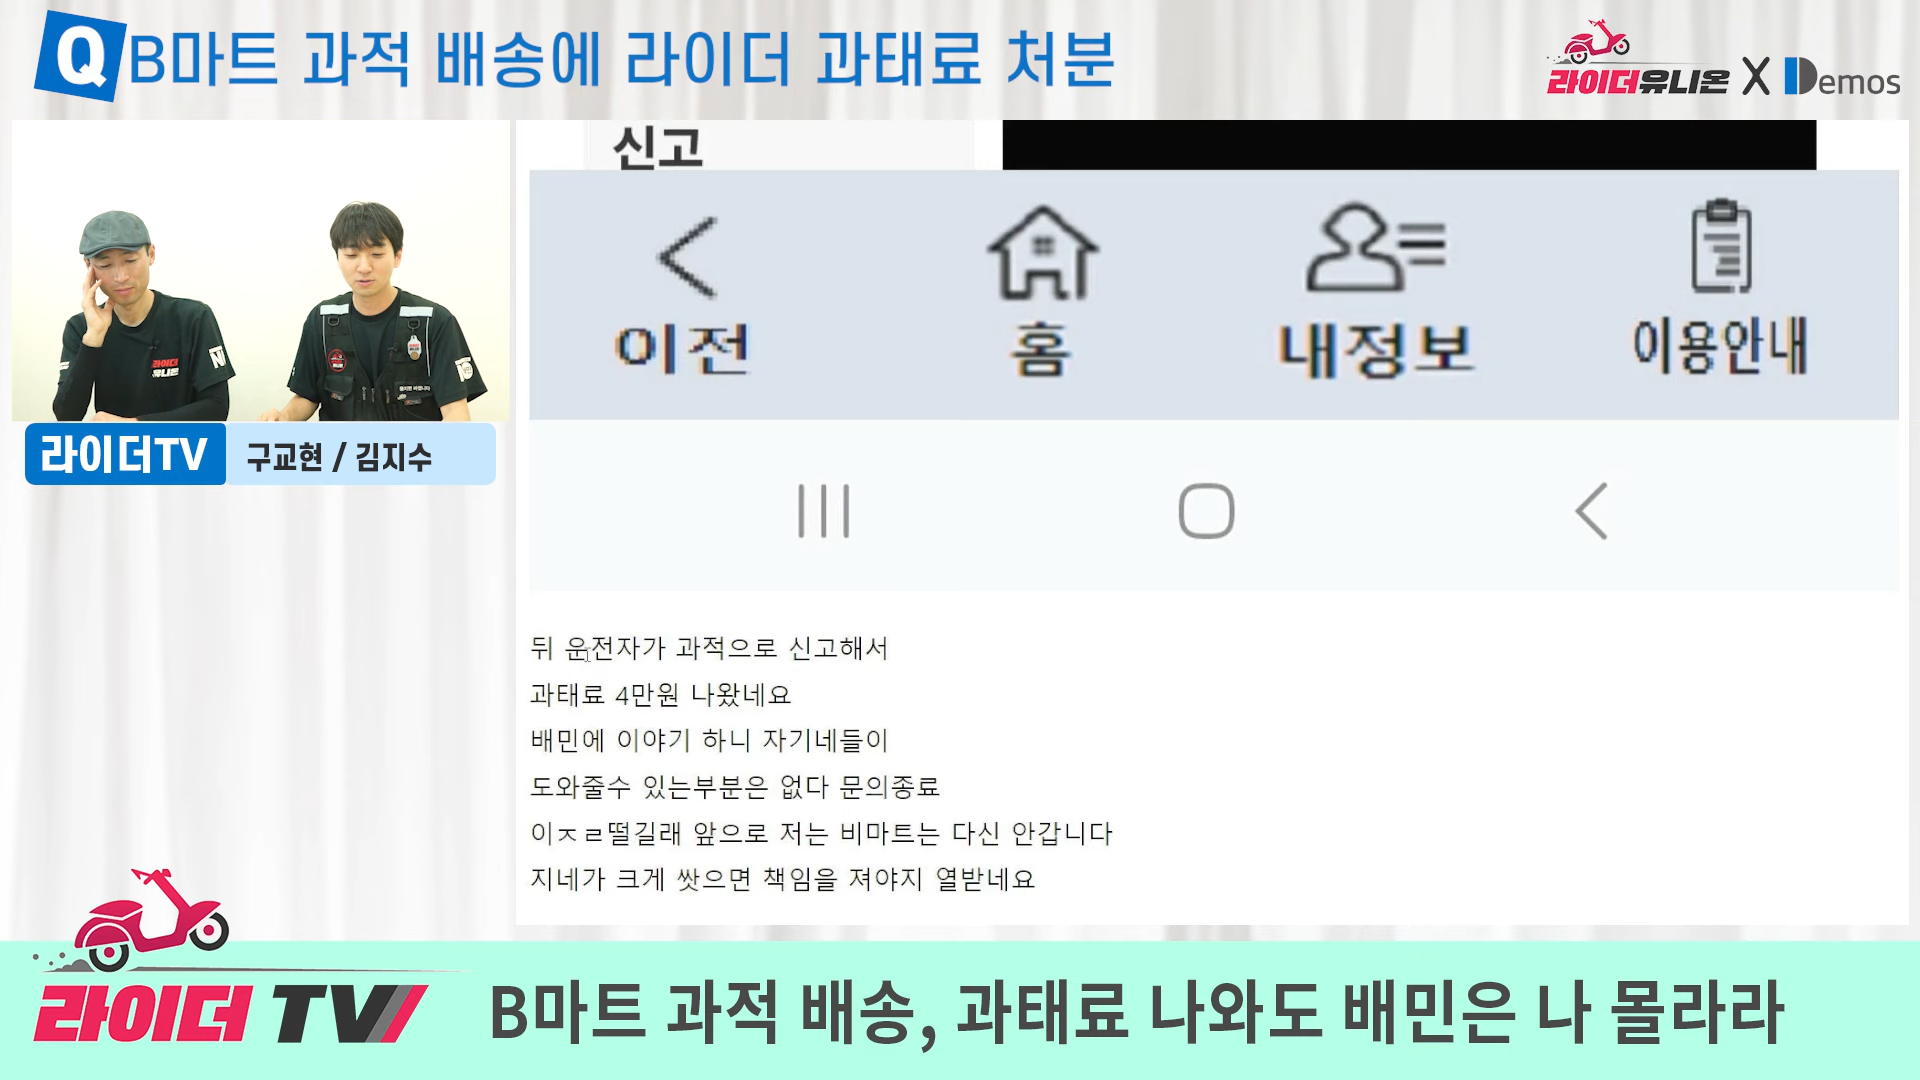 Q B마트 과적 배송에 라이더 과태료 처분
라이더유니온 X Demos
신고
이전
홈
내정보
이용안내
라이더
유니온
라이더TV
구교현 / 김지수
뒤 운전자가 과적으로 신고해서
과태료 4만원 나왔네요
배민에 이야기 하니 자기네들이
도와줄수 있는부분은 없다 문의종료
이ㅈㄹ떨길래 앞으로 저는 비마트는 다신 안갑니다
지네가 크게 쌋으면 책임을 져야지 열받네요
라이더 TV
B마트 과적 배송, 과태료 나와도 배민은 나 몰라라